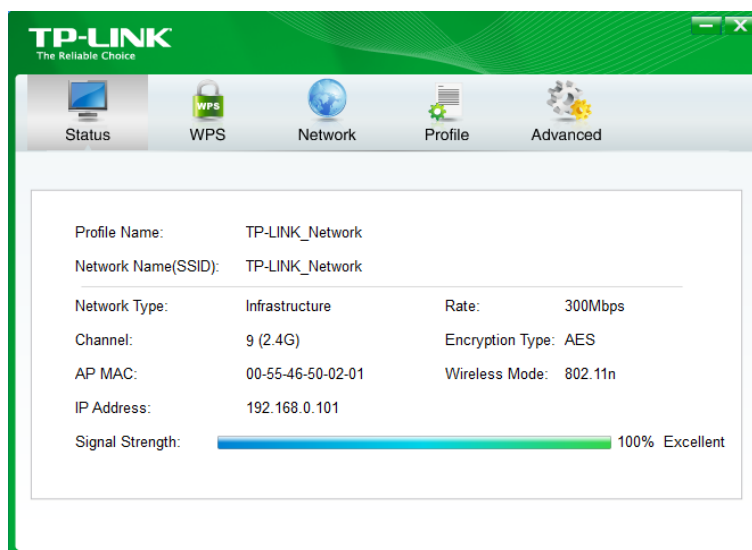 TP-LINK
The Reliable Choice
WPS
Status WPS Network Profile Advanced
Profile Name: TP-LINK_Network
Network Name(SSID): TP-LINK_Network
Network Type: Infrastructure Rate: 300Mbps
Channel: 9 (2.4G) Encryption Type: AES
AP MAC: 00-55-46-50-02-01 Wireless Mode: 802.11n
IP Address: 192.168.0.101
Signal Strength: 100% Excellent